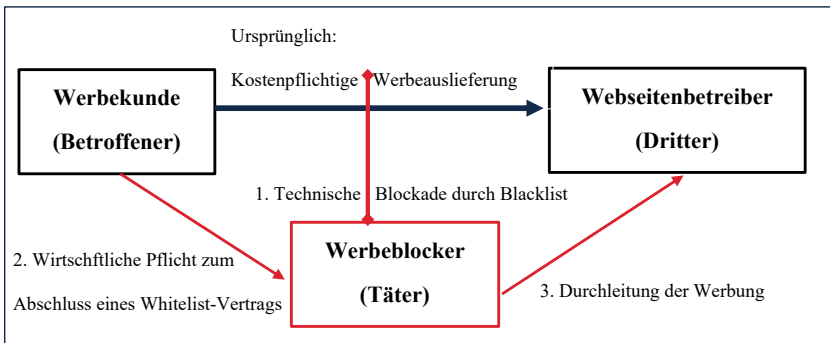 Ursprünglich:
Kostenpflichtige Werbeauslieferung
Werbekunde
(Betroffener)
Webseitenbetreiber
(Dritter)
1. Technische Blockade durch Blacklist
Werbeblocker
(Täter)
2. Wirtschftliche Pflicht zum
Abschluss eines Whitelist-Vertrags
3. Durchleitung der Werbung